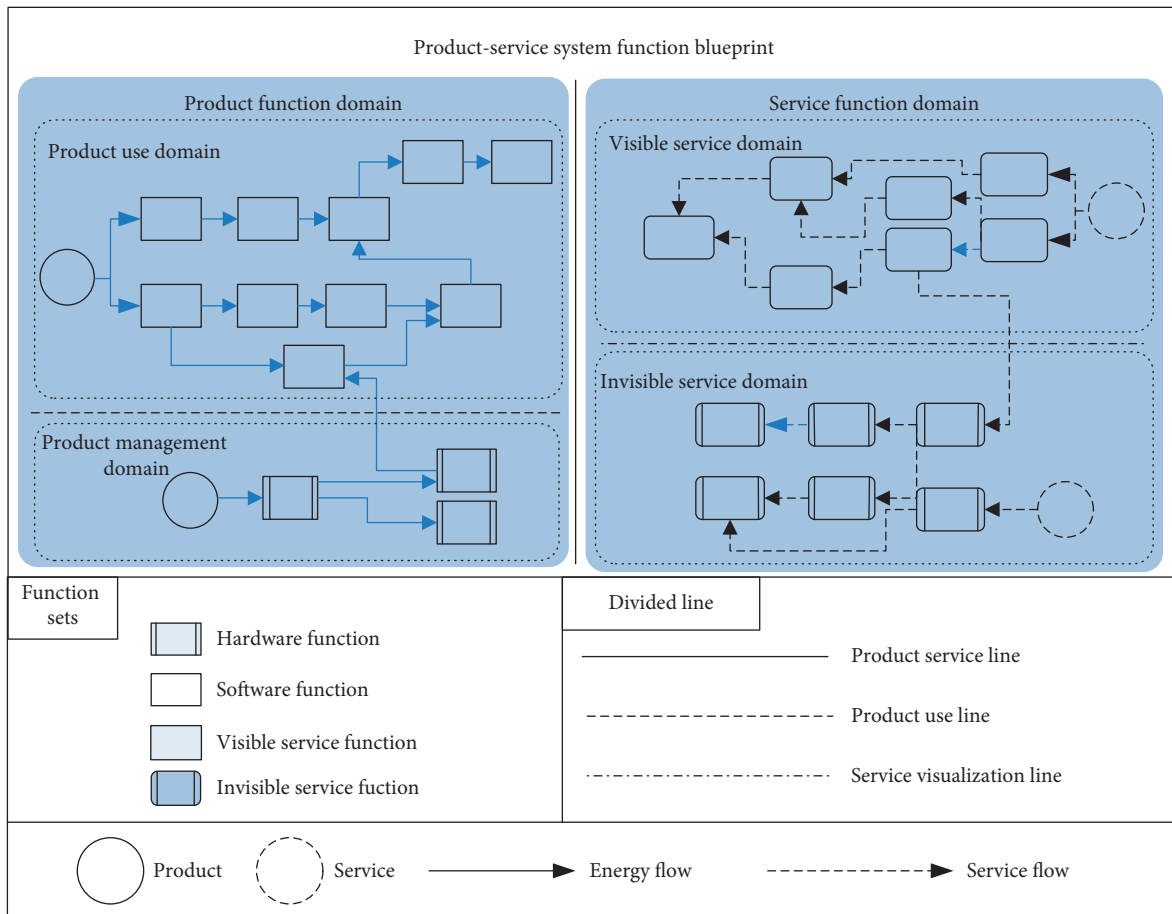 Product-service system function blueprint
Product function domain
Product use domain
Product management
domain
Service function domain
Visible service domain
Invisible service domain
Function
sets
Hardware function
Software function
Visible service function
Invisible service fuction
Divided line
Product service line
Product use line
Service visualization line
Product
Service
Energy flow
Service flow